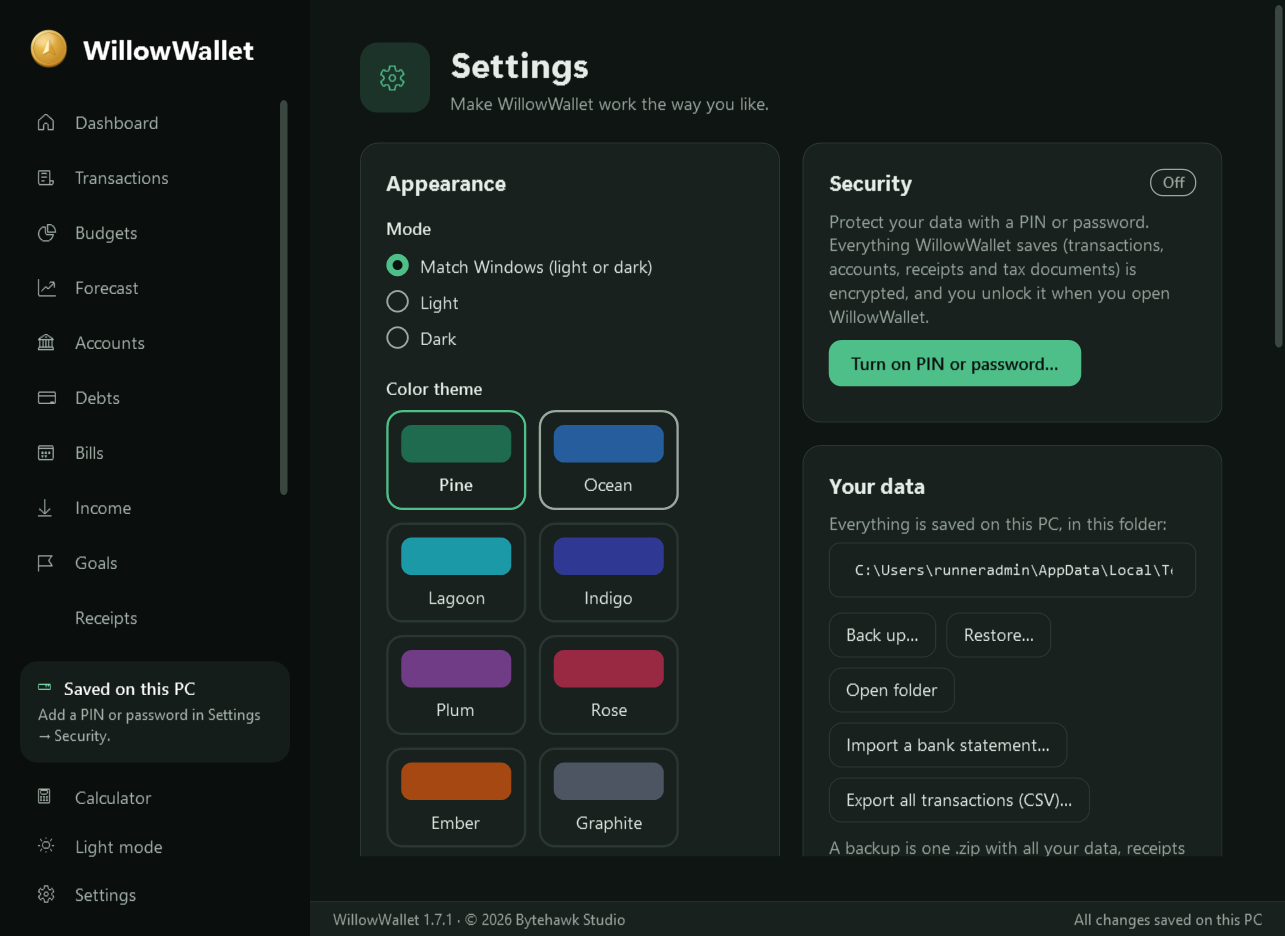 WillowWallet
Dashboard
Transactions
Budgets
Forecast
Accounts
Debts
Bills
Income
Goals
Receipts
Saved on this PC
Add a PIN or password in Settings
→ Security.
Calculator
Light mode
Settings
Settings
Make WillowWallet work the way you like.
Appearance
Mode
Match Windows (light or dark)
Light
Dark
Color theme
Pine
Ocean
Lagoon
Indigo
Plum
Rose
Ember
Graphite
Security
Off
Protect your data with a PIN or password.
Everything WillowWallet saves (transactions,
accounts, receipts and tax documents) is
encrypted, and you unlock it when you open
WillowWallet.
Turn on PIN or password...
Your data
Everything is saved on this PC, in this folder:
C:\Users\runneradmin\AppData\Local\T
Back up...
Restore...
Open folder
Import a bank statement...
Export all transactions (CSV)...
A backup is one .zip with all your data, receipts
WillowWallet 1.7.1 · © 2026 Bytehawk Studio
All changes saved on this PC